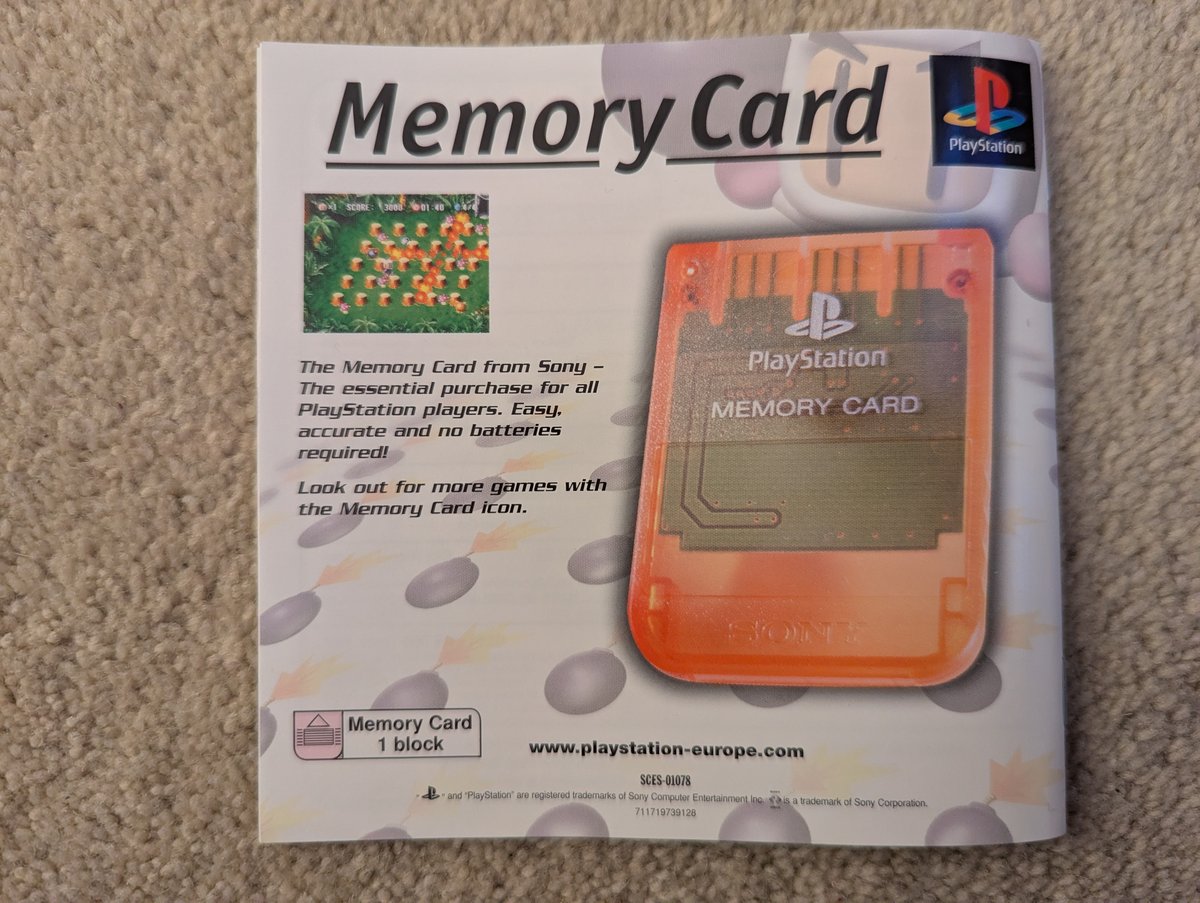 Memory Card
PlayStation
SCORE: 3000 01:40 4/4
The Memory Card from Sony –
The essential purchase for all
PlayStation players. Easy,
accurate and no batteries
required!
Look out for more games with
the Memory Card icon.
PlayStation
MEMORY CARD
SONY
Memory Card
1 block
www.playstation-europe.com
SCES-01078
" " and "PlayStation" are registered trademarks of Sony Computer Entertainment Inc. is a trademark of Sony Corporation.
711719739128